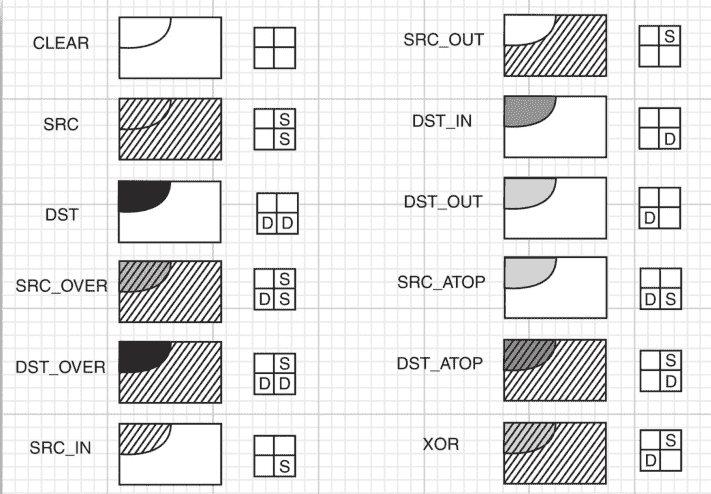 CLEAR
SRC
S
S
DST
D D
SRC_OVER
S
D S
DST_OVER
S
D D
SRC_IN
S
SRC_OUT
S
DST_IN
D
DST_OUT
D
SRC_ATOP
D S
DST_ATOP
S
D
XOR
S
D